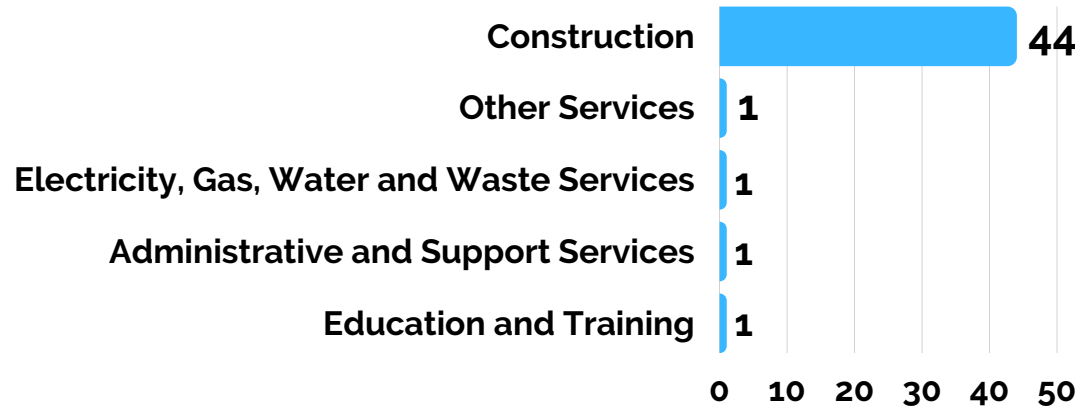 Construction 44
Other Services 1
Electricity, Gas, Water and Waste Services 1
Administrative and Support Services 1
Education and Training 1
0 10 20 30 40 50